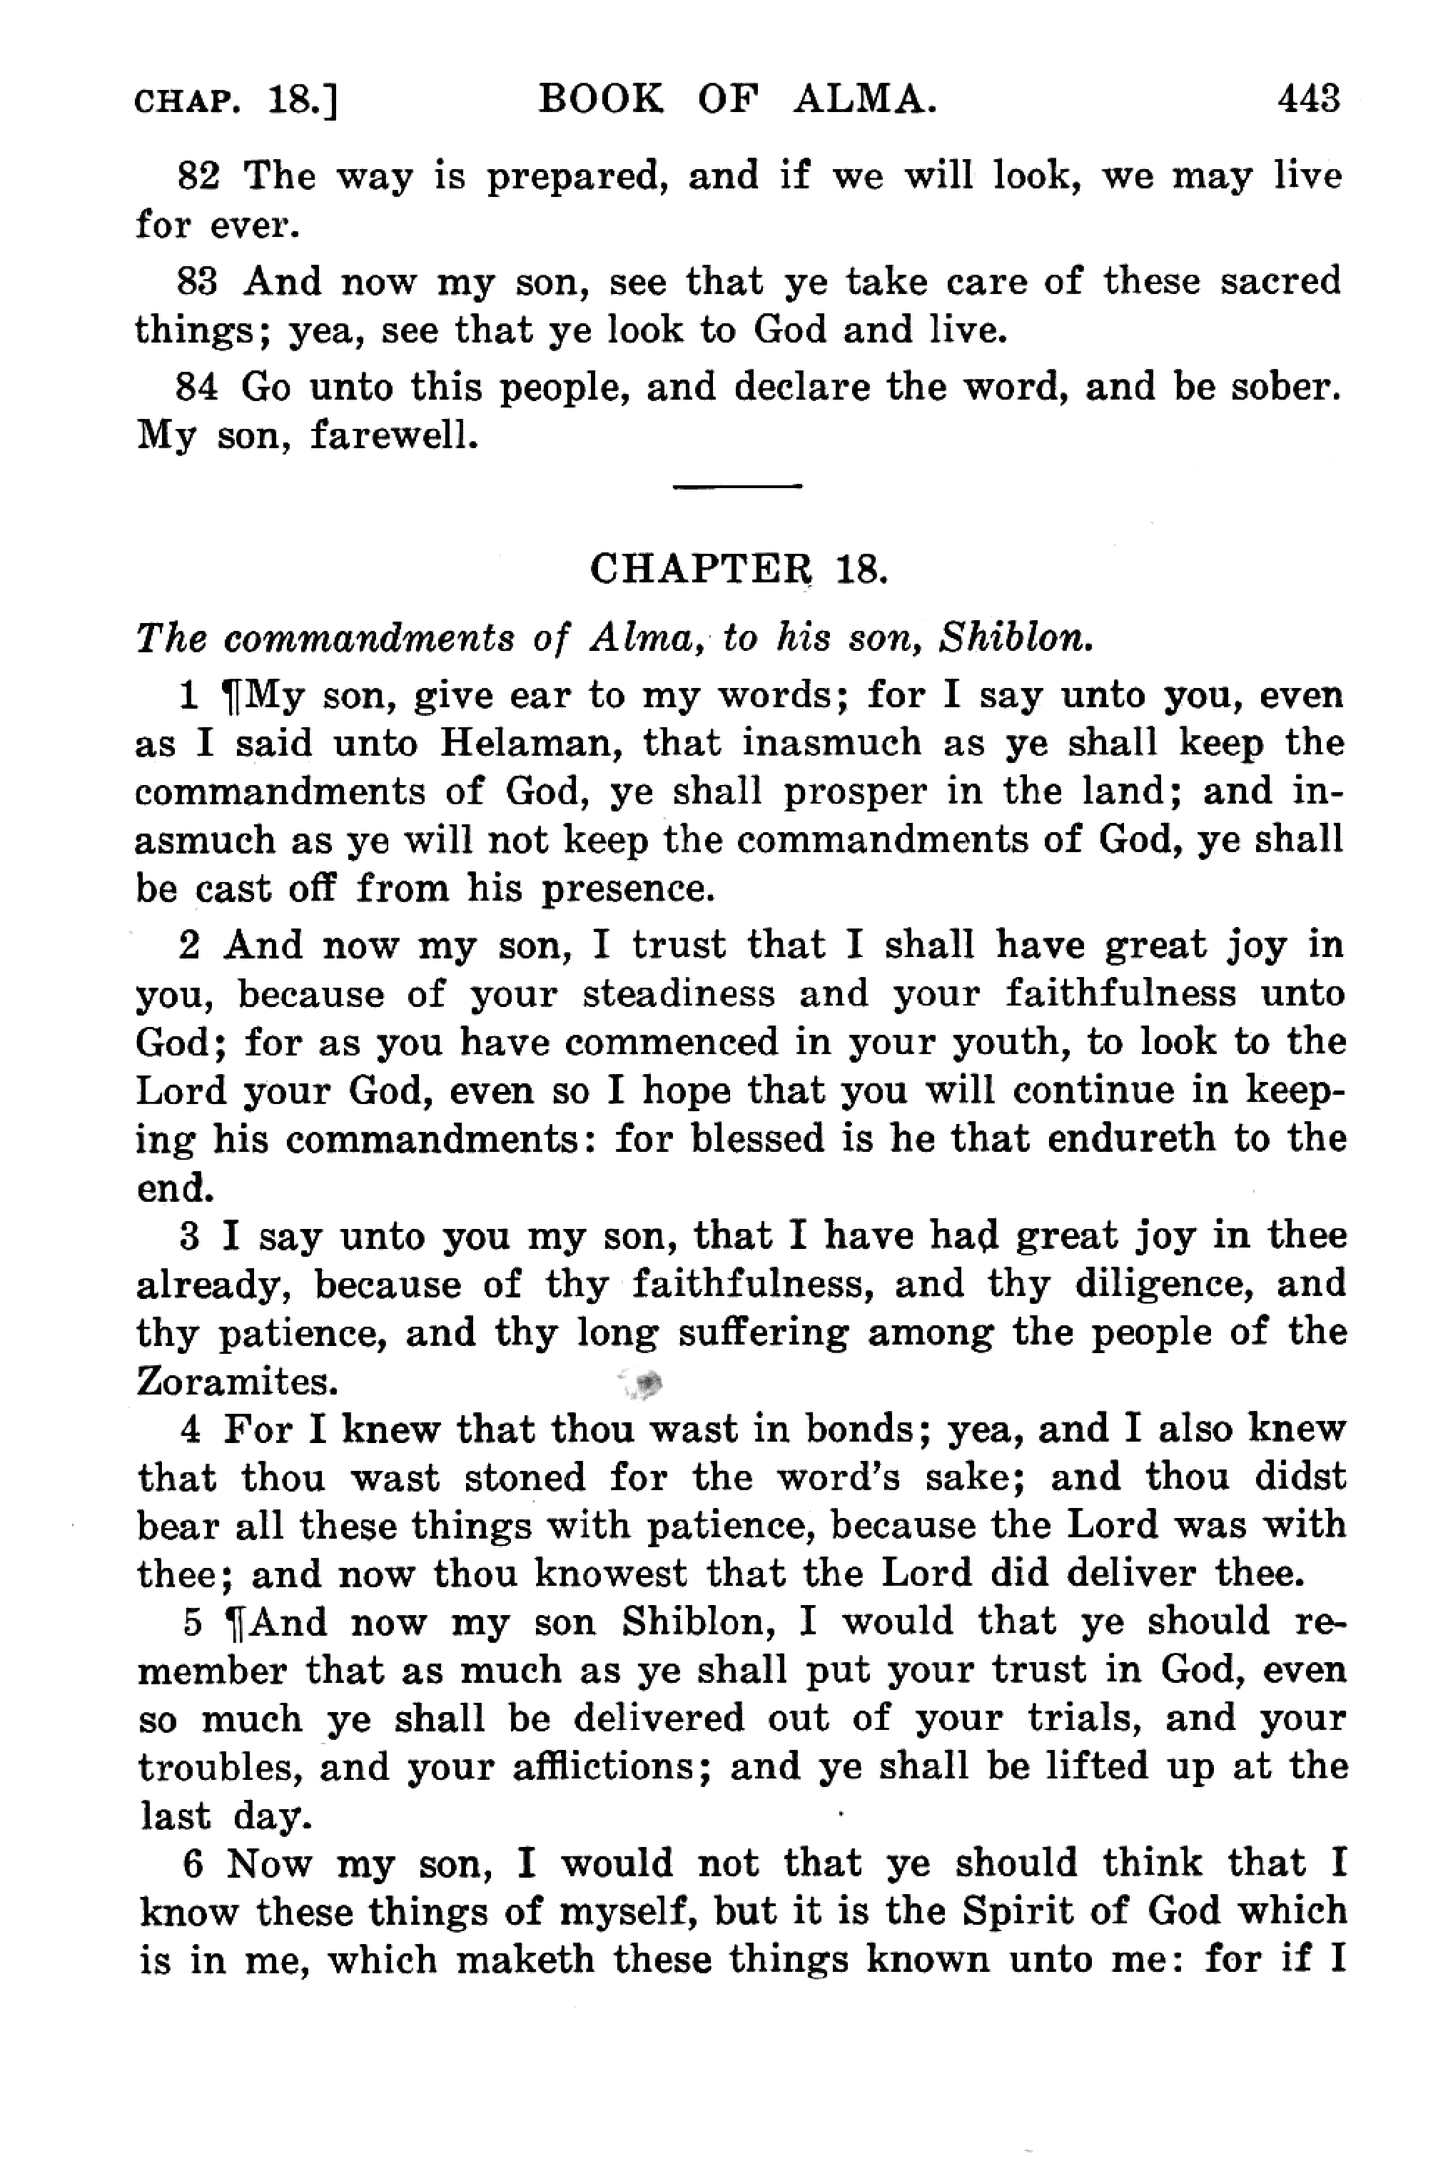 CHAP. 18.] BOOK OF ALMA. 443
82 The way is prepared, and if we will look, we may live
for ever.
83 And now my son, see that ye take care of these sacred
things; yea, see that ye look to God and live.
84 Go unto this people, and declare the word, and be sober.
My son, farewell.
CHAPTER 18.
The commandments of Alma, to his son, Shiblon.
1 ¶My son, give ear to my words; for I say unto you, even
as I said unto Helaman, that inasmuch as ye shall keep the
commandments of God, ye shall prosper in the land; and in-
asmuch as ye will not keep the commandments of God, ye shall
be cast off from his presence.
2 And now my son, I trust that I shall have great joy in
you, because of your steadiness and your faithfulness unto
God; for as you have commenced in your youth, to look to the
Lord your God, even so I hope that you will continue in keep-
ing his commandments: for blessed is he that endureth to the
end.
3 I say unto you my son, that I have had great joy in thee
already, because of thy faithfulness, and thy diligence, and
thy patience, and thy long suffering among the people of the
Zoramites.
4 For I knew that thou wast in bonds; yea, and I also knew
that thou wast stoned for the word's sake; and thou didst
bear all these things with patience, because the Lord was with
thee; and now thou knowest that the Lord did deliver thee.
5 ¶And now my son Shiblon, I would that ye should re-
member that as much as ye shall put your trust in God, even
so much ye shall be delivered out of your trials, and your
troubles, and your afflictions; and ye shall be lifted up at the
last day.
6 Now my son, I would not that ye should think that I
know these things of myself, but it is the Spirit of God which
is in me, which maketh these things known unto me: for if I